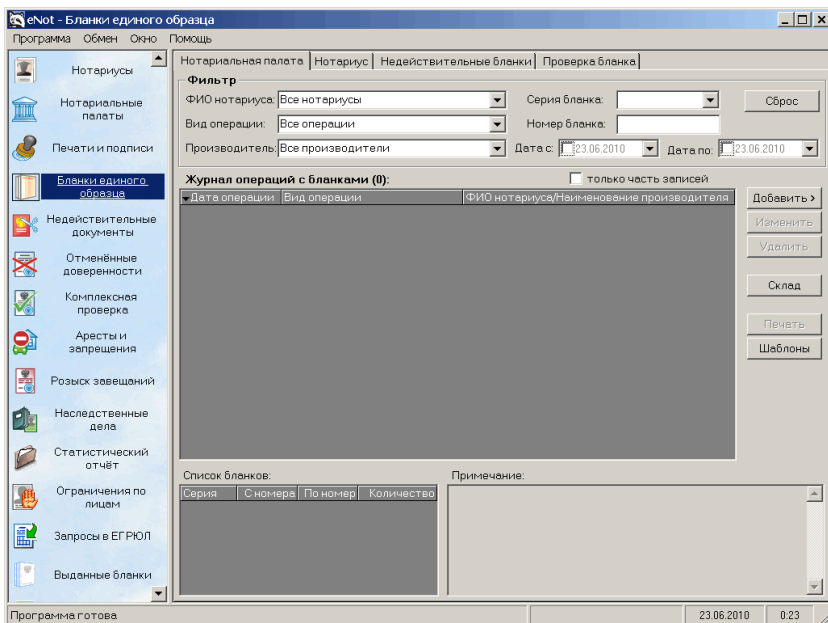 eNot - Бланки единого образца
Программа Обмен Окно Помощь
Нотариусы
Нотариальные
палаты
Печати и подписи
Бланки единого
образца
Недействительные
документы
Отменённые
доверенности
Комплексная
проверка
Аресты и
запрещения
Розыск завещаний
Наследственные
дела
Статистический
отчёт
Ограничения по
лицам
Запросы в ЕГРЮЛ
Выданные бланки
Нотариальная палата Нотариус Недействительные бланки Проверка бланка
Фильтр
ФИО нотариуса: Все нотариусы Серия бланка: Сброс
Вид операции: Все операции Номер бланка:
Производитель: Все производители Дата с: 23.06.2010 Дата по: 23.06.2010
Журнал операций с бланками (0): только часть записей
Дата операции Вид операции ФИО нотариуса/Наименование производителя
Добавить >
Изменить
Удалить
Склад
Печать
Шаблоны
Список бланков: Примечание:
Серия С номера По номер Количество
Программа готова 23.06.2010 0:23